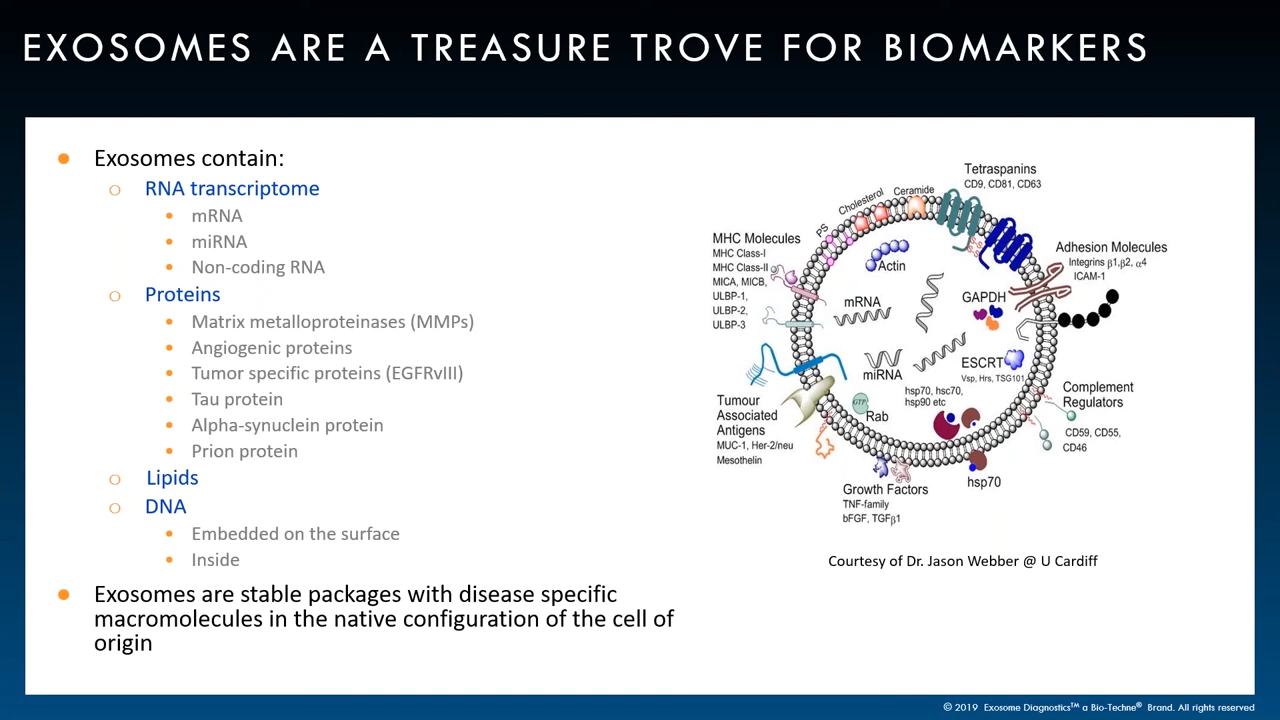 EXOSOMES ARE A TREASURE TROVE FOR BIOMARKERS
Exosomes contain:
RNA transcriptome
mRNA
miRNA
Non-coding RNA
Proteins
Matrix metalloproteinases (MMPs)
Angiogenic proteins
Tumor specific proteins (EGFRvIII)
Tau protein
Alpha-synuclein protein
Prion protein
Lipids
DNA
Embedded on the surface
Inside
Exosomes are stable packages with disease specific
macromolecules in the native configuration of the cell of
origin
Tetraspanins
CD9, CD81, CD63
Ceramide
Cholesterol
PS
MHC Molecules
MHC Class-I
MHC Class-II
MICA, MICB,
ULBP-1,
ULBP-2,
ULBP-3
Actin
mRNA
GAPDH
Adhesion Molecules
Integrins β1,β2, α4
ICAM-1
miRNA
ESCRT
Vsp, Hrs, TSG101
hsp70, hsc70,
hsp90 etc
GTP
Rab
Tumour
Associated
Antigens
MUC-1, Her-2/neu
Mesothelin
Complement
Regulators
CD59, CD55,
CD46
Growth Factors
TNF-family
bFGF, TGFβ1
hsp70
Courtesy of Dr. Jason Webber @ U Cardiff
© 2019 Exosome Diagnostics™ a Bio-Techne® Brand. All rights reserved